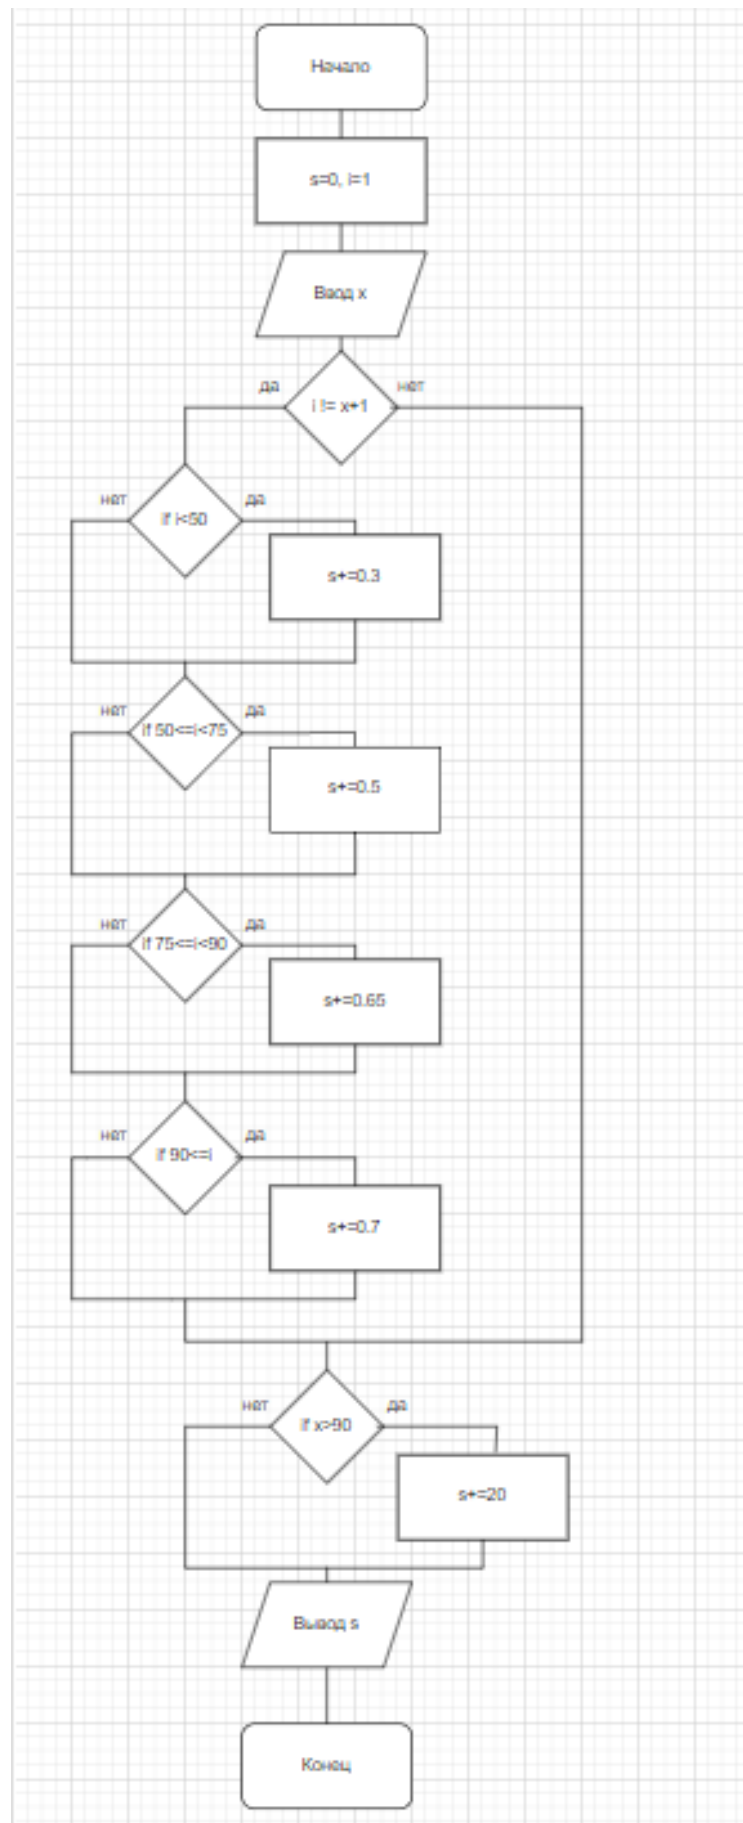 Начало
s=0, i=1
Ввод x
да
нет
i != x+1
нет
да
if i<50
s+=0.3
нет
да
if 50<=i<75
s+=0.5
нет
да
if 75<=i<90
s+=0.65
нет
да
if 90<=i
s+=0.7
нет
да
if x>90
s+=20
Вывод s
Конец